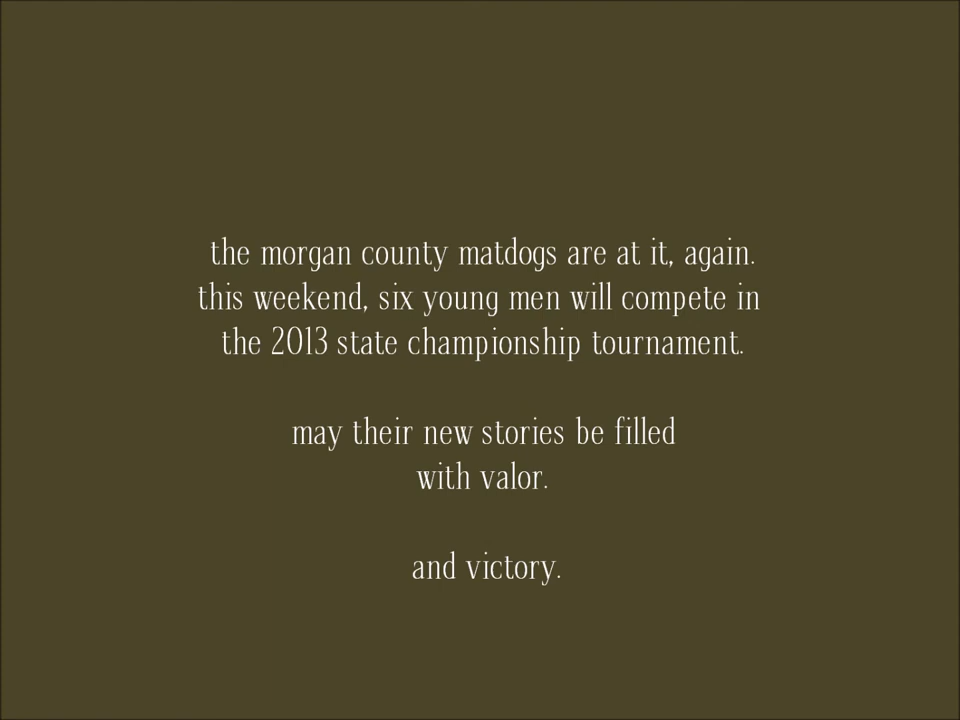 the morgan county matdogs are at it, again.
this weekend, six young men will compete in
the 2013 state championship tournament.
may their new stories be filled
with valor.
and victory.